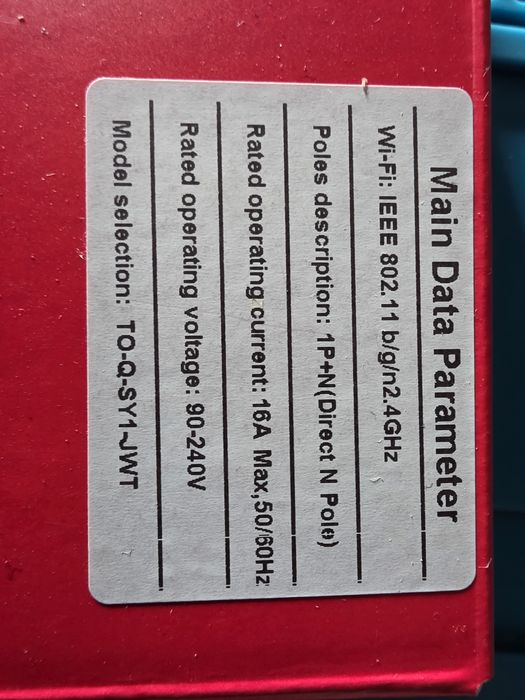 Main Data Parameter
Wi-Fi: IEEE 802.11 b/g/n2.4GHz
Poles description: 1P+N(Direct N Pole)
Rated operating current: 16A Max,50/60Hz
Rated operating voltage: 90-240V
Model selection: TO-Q-SY1-JWT